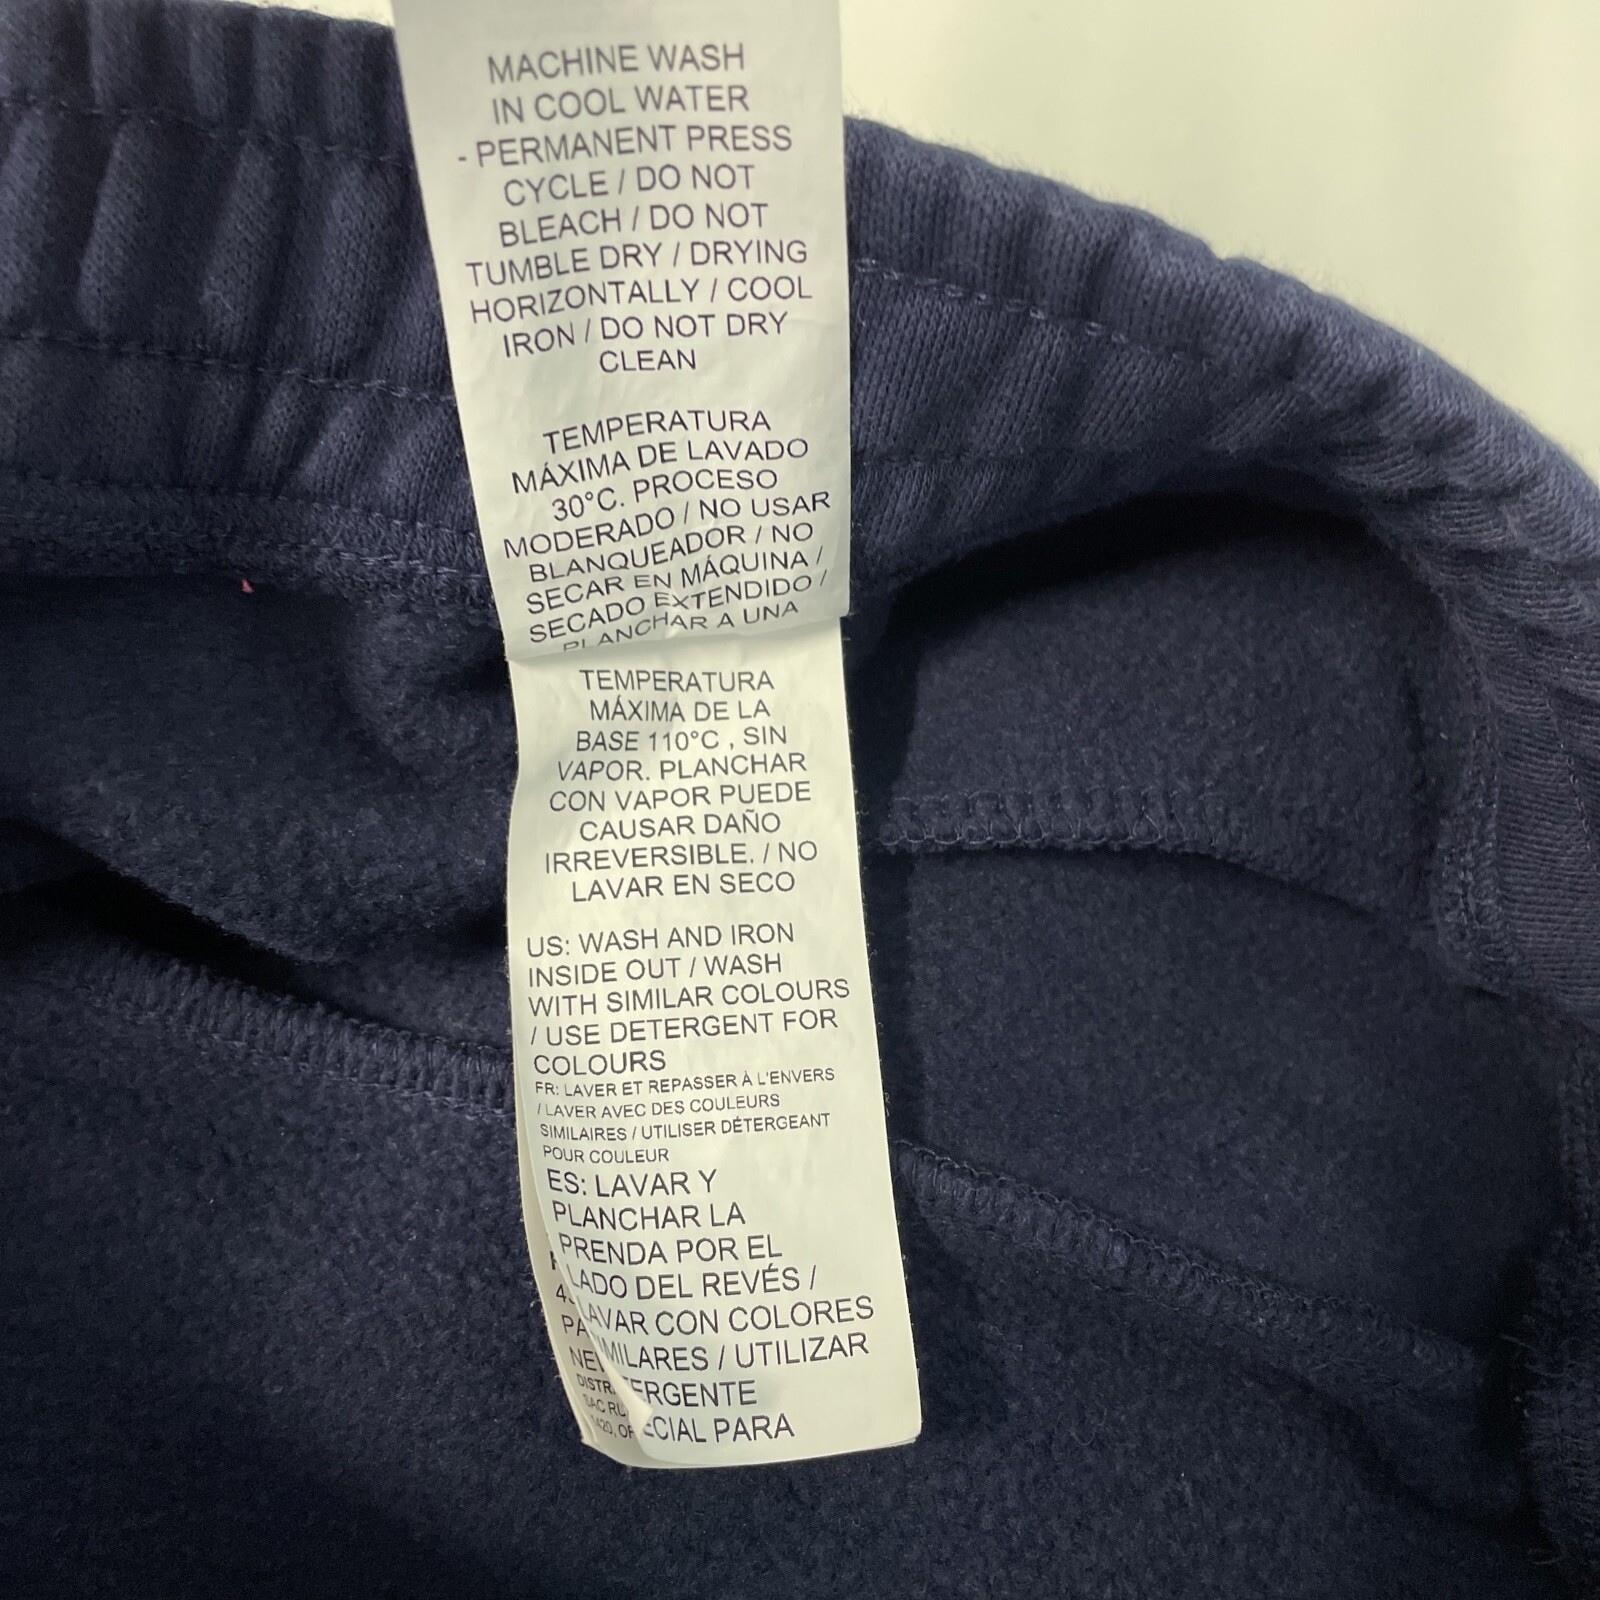 MACHINE WASH
IN COOL WATER
- PERMANENT PRESS
CYCLE / DO NOT
BLEACH / DO NOT
TUMBLE DRY / DRYING
HORIZONTALLY / COOL
IRON / DO NOT DRY
CLEAN
TEMPERATURA
MÁXIMA DE LAVADO
30°C. PROCESO
MODERADO / NO USAR
BLANQUEADOR / NO
SECAR EN MÁQUINA /
SECADO EXTENDIDO /
PLANCHAR A UNA
TEMPERATURA
MÁXIMA DE LA
BASE 110°C , SIN
VAPOR. PLANCHAR
CON VAPOR PUEDE
CAUSAR DAÑO
IRREVERSIBLE. / NO
LAVAR EN SECO
US: WASH AND IRON
INSIDE OUT / WASH
WITH SIMILAR COLOURS
/ USE DETERGENT FOR
COLOURS
FR: LAVER ET REPASSER À L'ENVERS
/ LAVER AVEC DES COULEURS
SIMILAIRES / UTILISER DÉTERGEANT
POUR COULEUR
ES: LAVAR Y
PLANCHAR LA
PRENDA POR EL
LADO DEL REVÉS /
LAVAR CON COLORES
MILARES / UTILIZAR
ERGENTE
ECIAL PARA